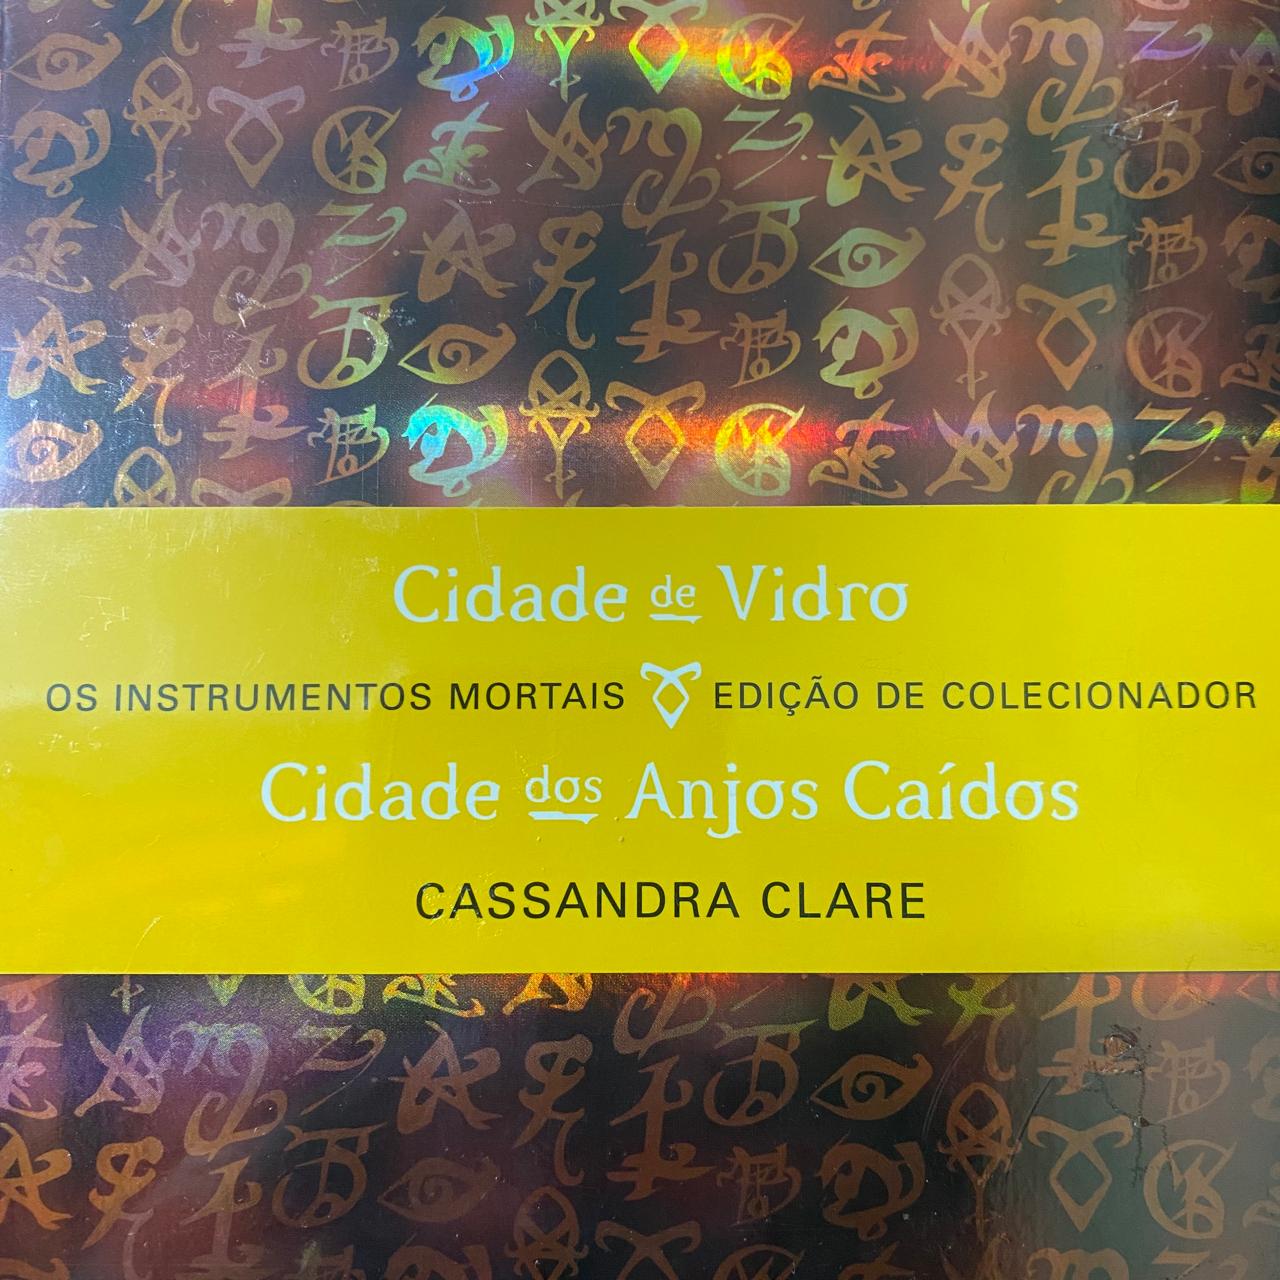 Cidade de Vidro
OS INSTRUMENTOS MORTAIS EDIÇÃO DE COLECIONADOR
Cidade dos Anjos Caídos
CASSANDRA CLARE